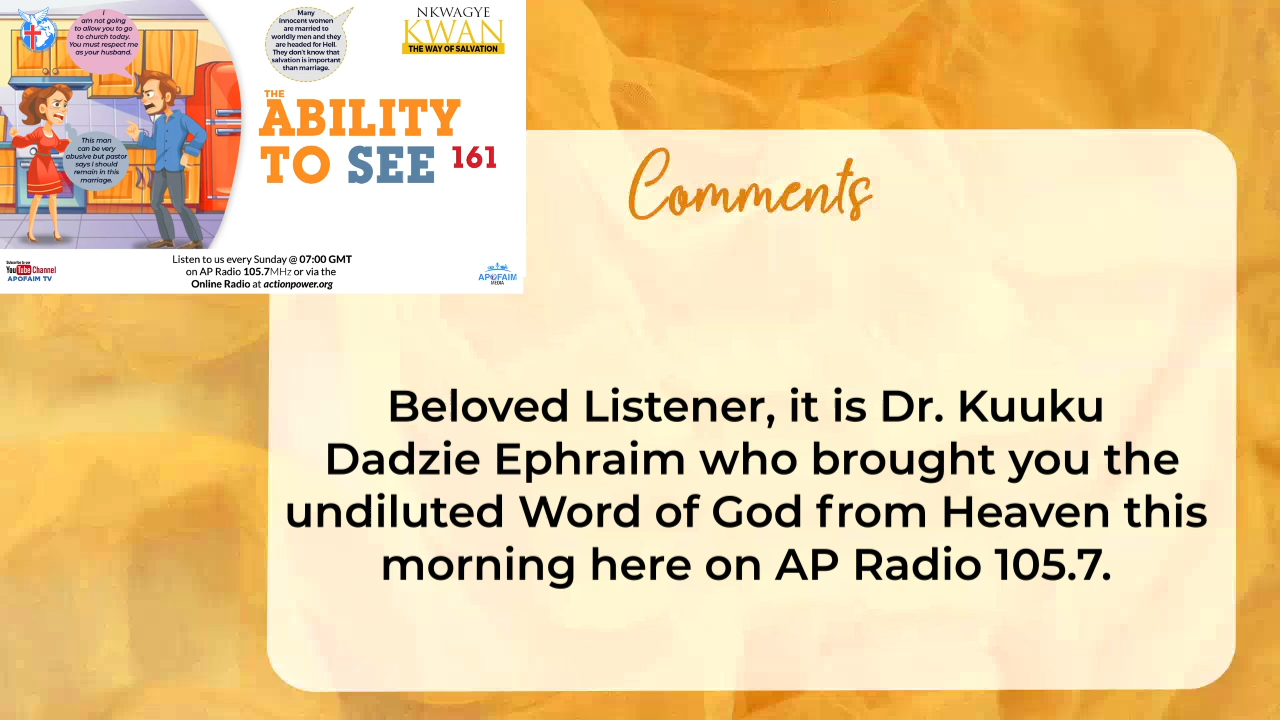 I
am not going
to allow you to go
to church today.
You must respect me
as your husband.
Many
innocent women
are married to
worldly men and they
are headed for Hell.
They don't know that
salvation is important
than marriage.
NKWAGYE
KWAN
THE WAY OF SALVATION
THE
ABILITY
TO SEE 161
This man
can be very
abusive but pastor
says I should
remain in this
marriage.
Listen to us every Sunday @ 07:00 GMT
on AP Radio 105.7MHz or via the
Online Radio at actionpower.org
Subscribe to our
YouTube Channel
APOFAIM TV
APOFAIM
MEDIA
Comments
Beloved Listener, it is Dr. Kuuku
Dadzie Ephraim who brought you the
undiluted Word of God from Heaven this
morning here on AP Radio 105.7.